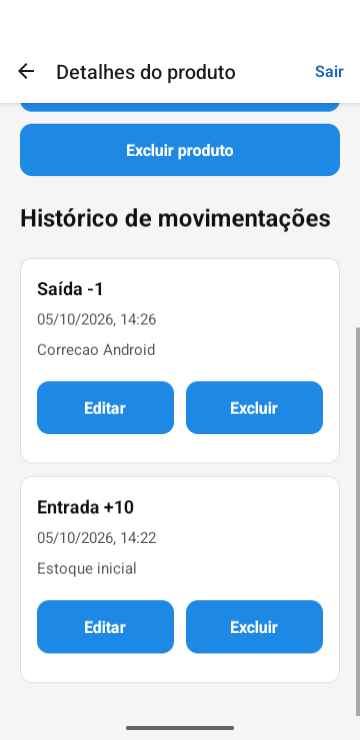 Detalhes do produto
Sair
Excluir produto
Histórico de movimentações
Saída -1
05/10/2026, 14:26
Correcao Android
Editar
Excluir
Entrada +10
05/10/2026, 14:22
Estoque inicial
Editar
Excluir